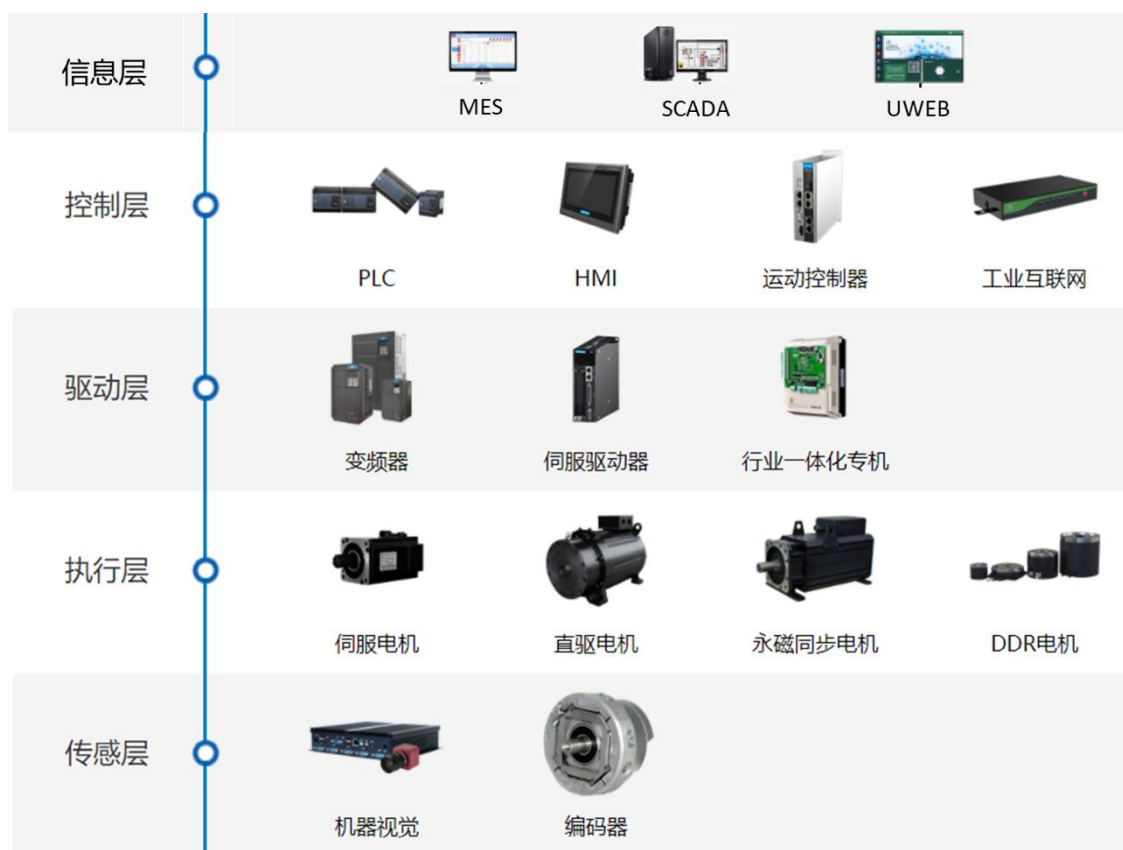 信息层
MES
SCADA
UWEB
控制层
PLC
HMI
运动控制器
工业互联网
驱动层
变频器
伺服驱动器
行业一体化专机
执行层
伺服电机
直驱电机
永磁同步电机
DDR电机
传感层
机器视觉
编码器